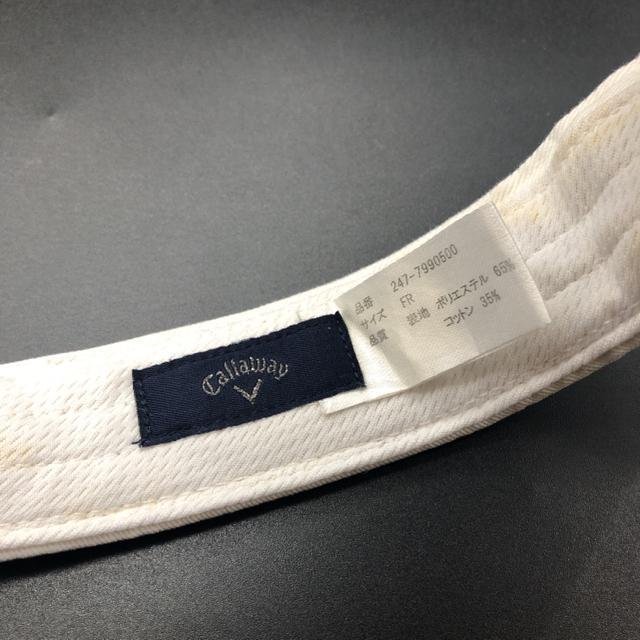 Callaway
品番 247-7990500
サイズ FR
品質 表地 ポリエステル 65%
コットン 35%